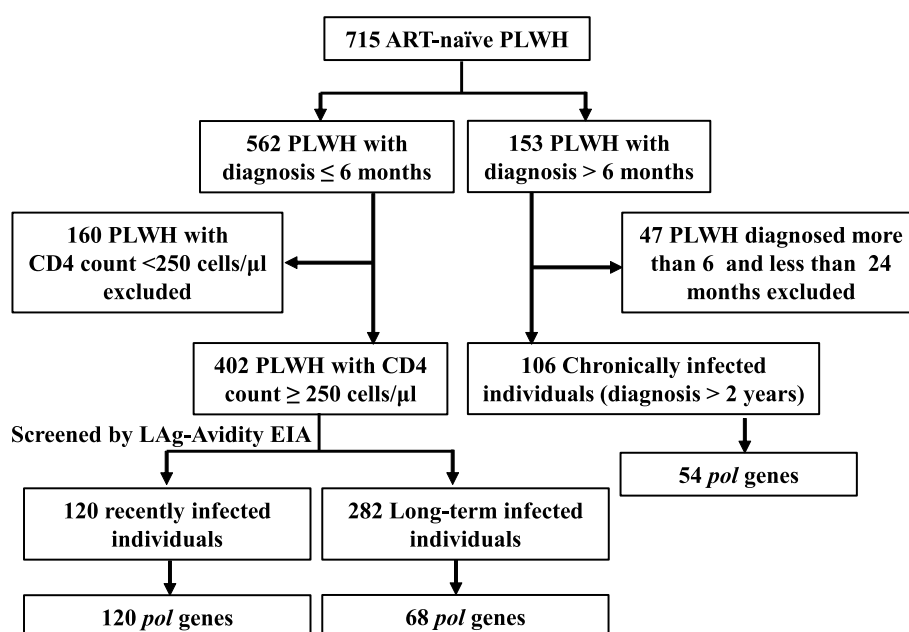 715 ART-naïve PLWH
562 PLWH with
diagnosis ≤ 6 months
153 PLWH with
diagnosis > 6 months
160 PLWH with
CD4 count <250 cells/μl
excluded
47 PLWH diagnosed more
than 6 and less than 24
months excluded
402 PLWH with CD4
count ≥ 250 cells/μl
106 Chronically infected
individuals (diagnosis > 2 years)
Screened by LAg-Avidity EIA
54 pol genes
120 recently infected
individuals
282 Long-term infected
individuals
120 pol genes
68 pol genes